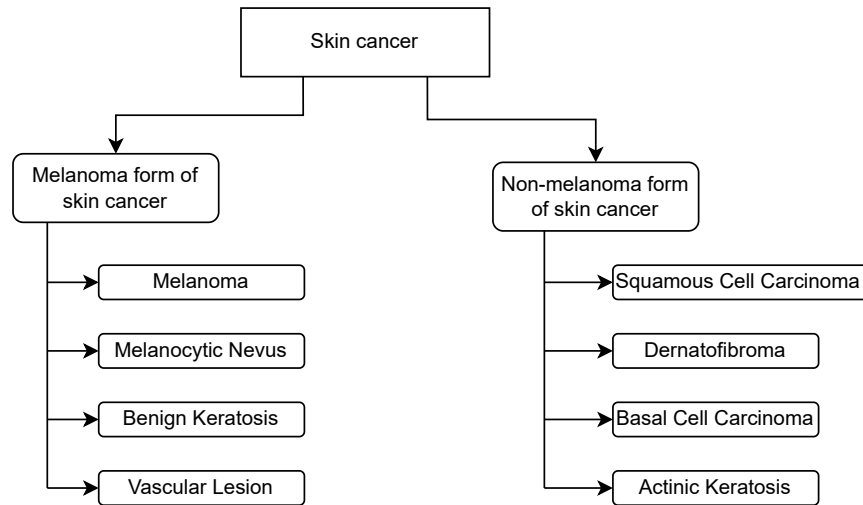 Skin cancer
Melanoma form of
skin cancer
Melanoma
Melanocytic Nevus
Benign Keratosis
Vascular Lesion
Non-melanoma form
of skin cancer
Squamous Cell Carcinoma
Dernatofibroma
Basal Cell Carcinoma
Actinic Keratosis